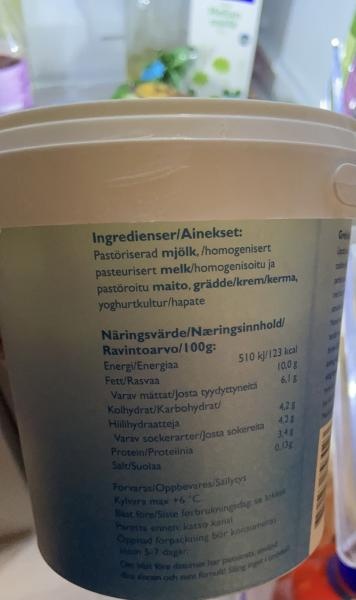 Ingredienser/Ainekset:
Pastöriserad mjölk, /homogenisert
pasteurisert melk/homogenisoitu ja
pastöroitu maito, grädde/krem/kerma,
yoghurtkultur/hapate
Näringsvärde/Næringsinnhold/
Ravintoarvo/100g:
Energi/Energiaa 510 kJ/123 kcal
Fett/Rasvaa 10,0 g
Varav mättat/Josta tyydyttyneitä 6,1 g
Kolhydrat/Karbohydrat/
Hiilihydraatteja 4,2 g
Varav sockerarter/Josta sokereita 4,2 g
Protein/Proteiinia 3,4 g
Salt/Suolaa 0,13g
Förvaras/Oppbevares/Säilytys
Kylvara max +6 °C
Bäst före/Siste forbrukningsdag: se lokket
Parasta ennen: katso kansi
Öppnad förpackning bör konsumeras
inom 5-7 dagar.